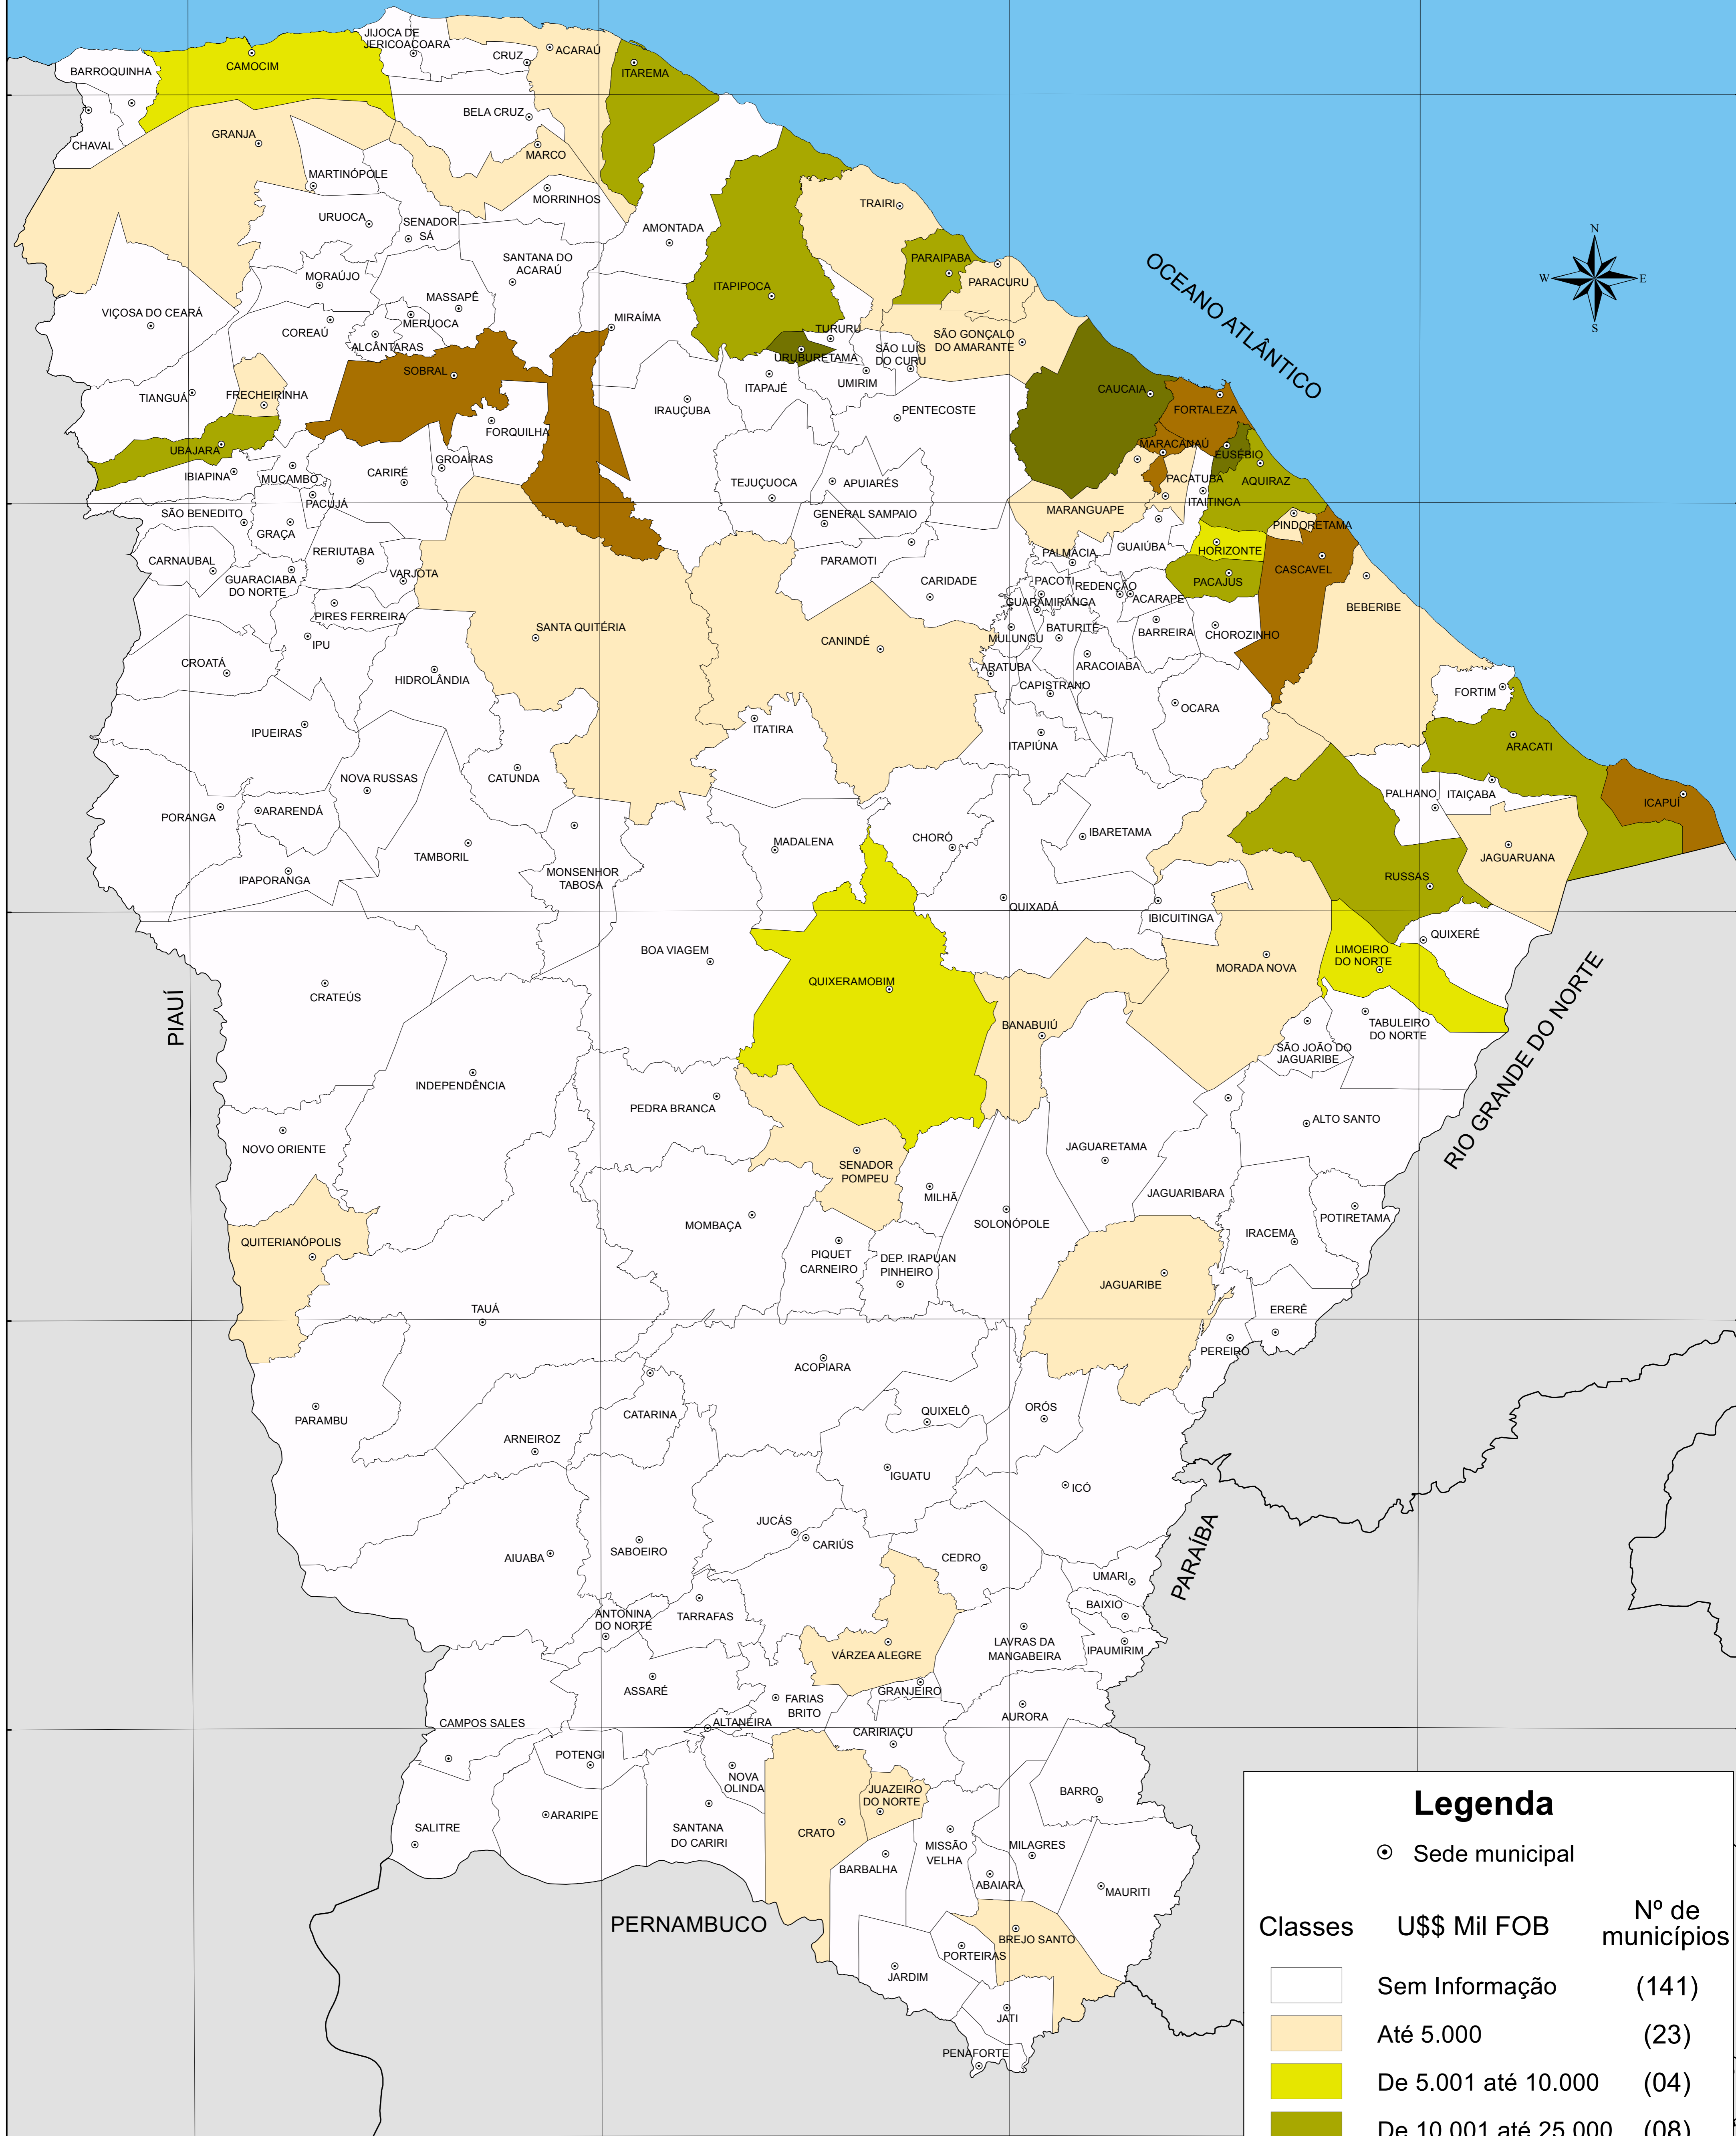 JIJOCA DE
JERICOACOARA
CRUZ
ACARAÚ
BARROQUINHA
CAMOCIM
ITAREMA
BELA CRUZ
CHAVAL
GRANJA
MARCO
MARTINÓPOLE
MORRINHOS
URUOCA
SENADOR
SÁ
AMONTADA
TRAIRI
SANTANA DO
ACARAÚ
MORAÚJO
ITAPIPOCA
PARAIPABA
PARACURU
OCEANO ATLÂNTICO
N
W
E
S
VIÇOSA DO CEARÁ
MASSAPÊ
MERUOCA
COREAÚ
ALCÂNTARAS
MIRAÍMA
TURURU
URUBURETAMA
SÃO LUÍS
DO CURU
SÃO GONÇALO
DO AMARANTE
SOBRAL
TIANGUÁ
FRECHEIRINHA
ITAPAJÉ
UMIRIM
IRAUÇUBA
PENTECOSTE
CAUCAIA
FORTALEZA
FORQUILHA
UBAJARA
MARACANAÚ
EUSÉBIO
IBIAPINA
MUCAMBO
CARIRÉ
GROAÍRAS
PACUJÁ
TEJUÇUOCA
APUIARÉS
PACATUBA
AQUIRAZ
ITAITINGA
SÃO BENEDITO
GRAÇA
GENERAL SAMPAIO
MARANGUAPE
PINDORETAMA
RERIUTABA
CARNAUBAL
GUARACIABA
DO NORTE
VARJOTA
PARAMOTI
PALMÁCIA
GUAIÚBA
HORIZONTE
CASCAVEL
CARIDADE
PACOTI
REDENÇÃO
ACARAPE
PACAJUS
GUARAMIRANGA
BEBERIBE
PIRES FERREIRA
IPU
SANTA QUITÉRIA
CANINDÉ
MULUNGU
BATURITÉ
BARREIRA
CHOROZINHO
CROATÁ
HIDROLÂNDIA
ARATUBA
ARACOIABA
CAPISTRANO
FORTIM
OCARA
IPUEIRAS
ITATIRA
ITAPIÚNA
ARACATI
NOVA RUSSAS
CATUNDA
PALHANO
ITAIÇABA
ICAPUÍ
PORANGA
ARARENDÁ
MADALENA
CHORÓ
IBARETAMA
TAMBORIL
MONSENHOR
TABOSA
JAGUARUANA
IPAPORANGA
RUSSAS
QUIXADÁ
IBICUITINGA
QUIXERÉ
BOA VIAGEM
LIMOEIRO
DO NORTE
MORADA NOVA
QUIXERAMOBIM
CRATEÚS
PIAUÍ
BANABUIÚ
TABULEIRO
DO NORTE
SÃO JOÃO DO
JAGUARIBE
RIO GRANDE DO NORTE
INDEPENDÊNCIA
PEDRA BRANCA
ALTO SANTO
NOVO ORIENTE
JAGUARETAMA
SENADOR
POMPEU
MILHÃ
JAGUARIBARA
MOMBAÇA
SOLONÓPOLE
POTIRETAMA
IRACEMA
QUITERIANÓPOLIS
PIQUET
CARNEIRO
DEP. IRAPUAN
PINHEIRO
JAGUARIBE
TAUÁ
ERERÊ
PEREIRO
ACOPIARA
PARAMBU
CATARINA
QUIXELÔ
ORÓS
ARNEIROZ
IGUATU
ICÓ
JUCÁS
CARIÚS
SABOEIRO
AIUABA
CEDRO
PARAÍBA
UMARI
BAIXIO
ANTONINA
DO NORTE
TARRAFAS
LAVRAS DA
MANGABEIRA
IPAUMIRIM
VÁRZEA ALEGRE
ASSARÉ
GRANJEIRO
FARIAS
BRITO
AURORA
CAMPOS SALES
ALTANEIRA
CARIRIAÇU
POTENGI
NOVA
OLINDA
JUAZEIRO
DO NORTE
BARRO
ARARIPE
SALITRE
SANTANA
DO CARIRI
CRATO
MISSÃO
VELHA
MILAGRES
BARBALHA
ABAIARA
MAURITI
PERNAMBUCO
BREJO SANTO
PORTEIRAS
JARDIM
JATI
PENAFORTE
Legenda
Sede municipal
Classes U$$ Mil FOB Nº de
municípios
Sem Informação (141)
Até 5.000 (23)
De 5.001 até 10.000 (04)
De 10.001 até 25.000 (08)